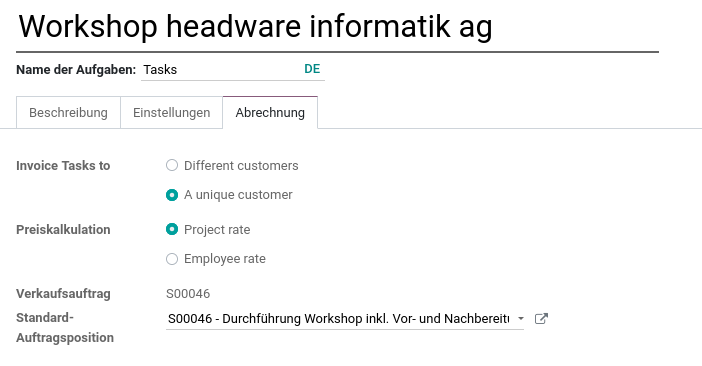 Workshop headware informatik ag
Name der Aufgaben: Tasks DE
Beschreibung Einstellungen Abrechnung
Invoice Tasks to Different customers
A unique customer
Preiskalkulation Project rate
Employee rate
Verkaufsauftrag S00046
Standard- S00046 - Durchführung Workshop inkl. Vor- und Nachbereitu
Auftragsposition